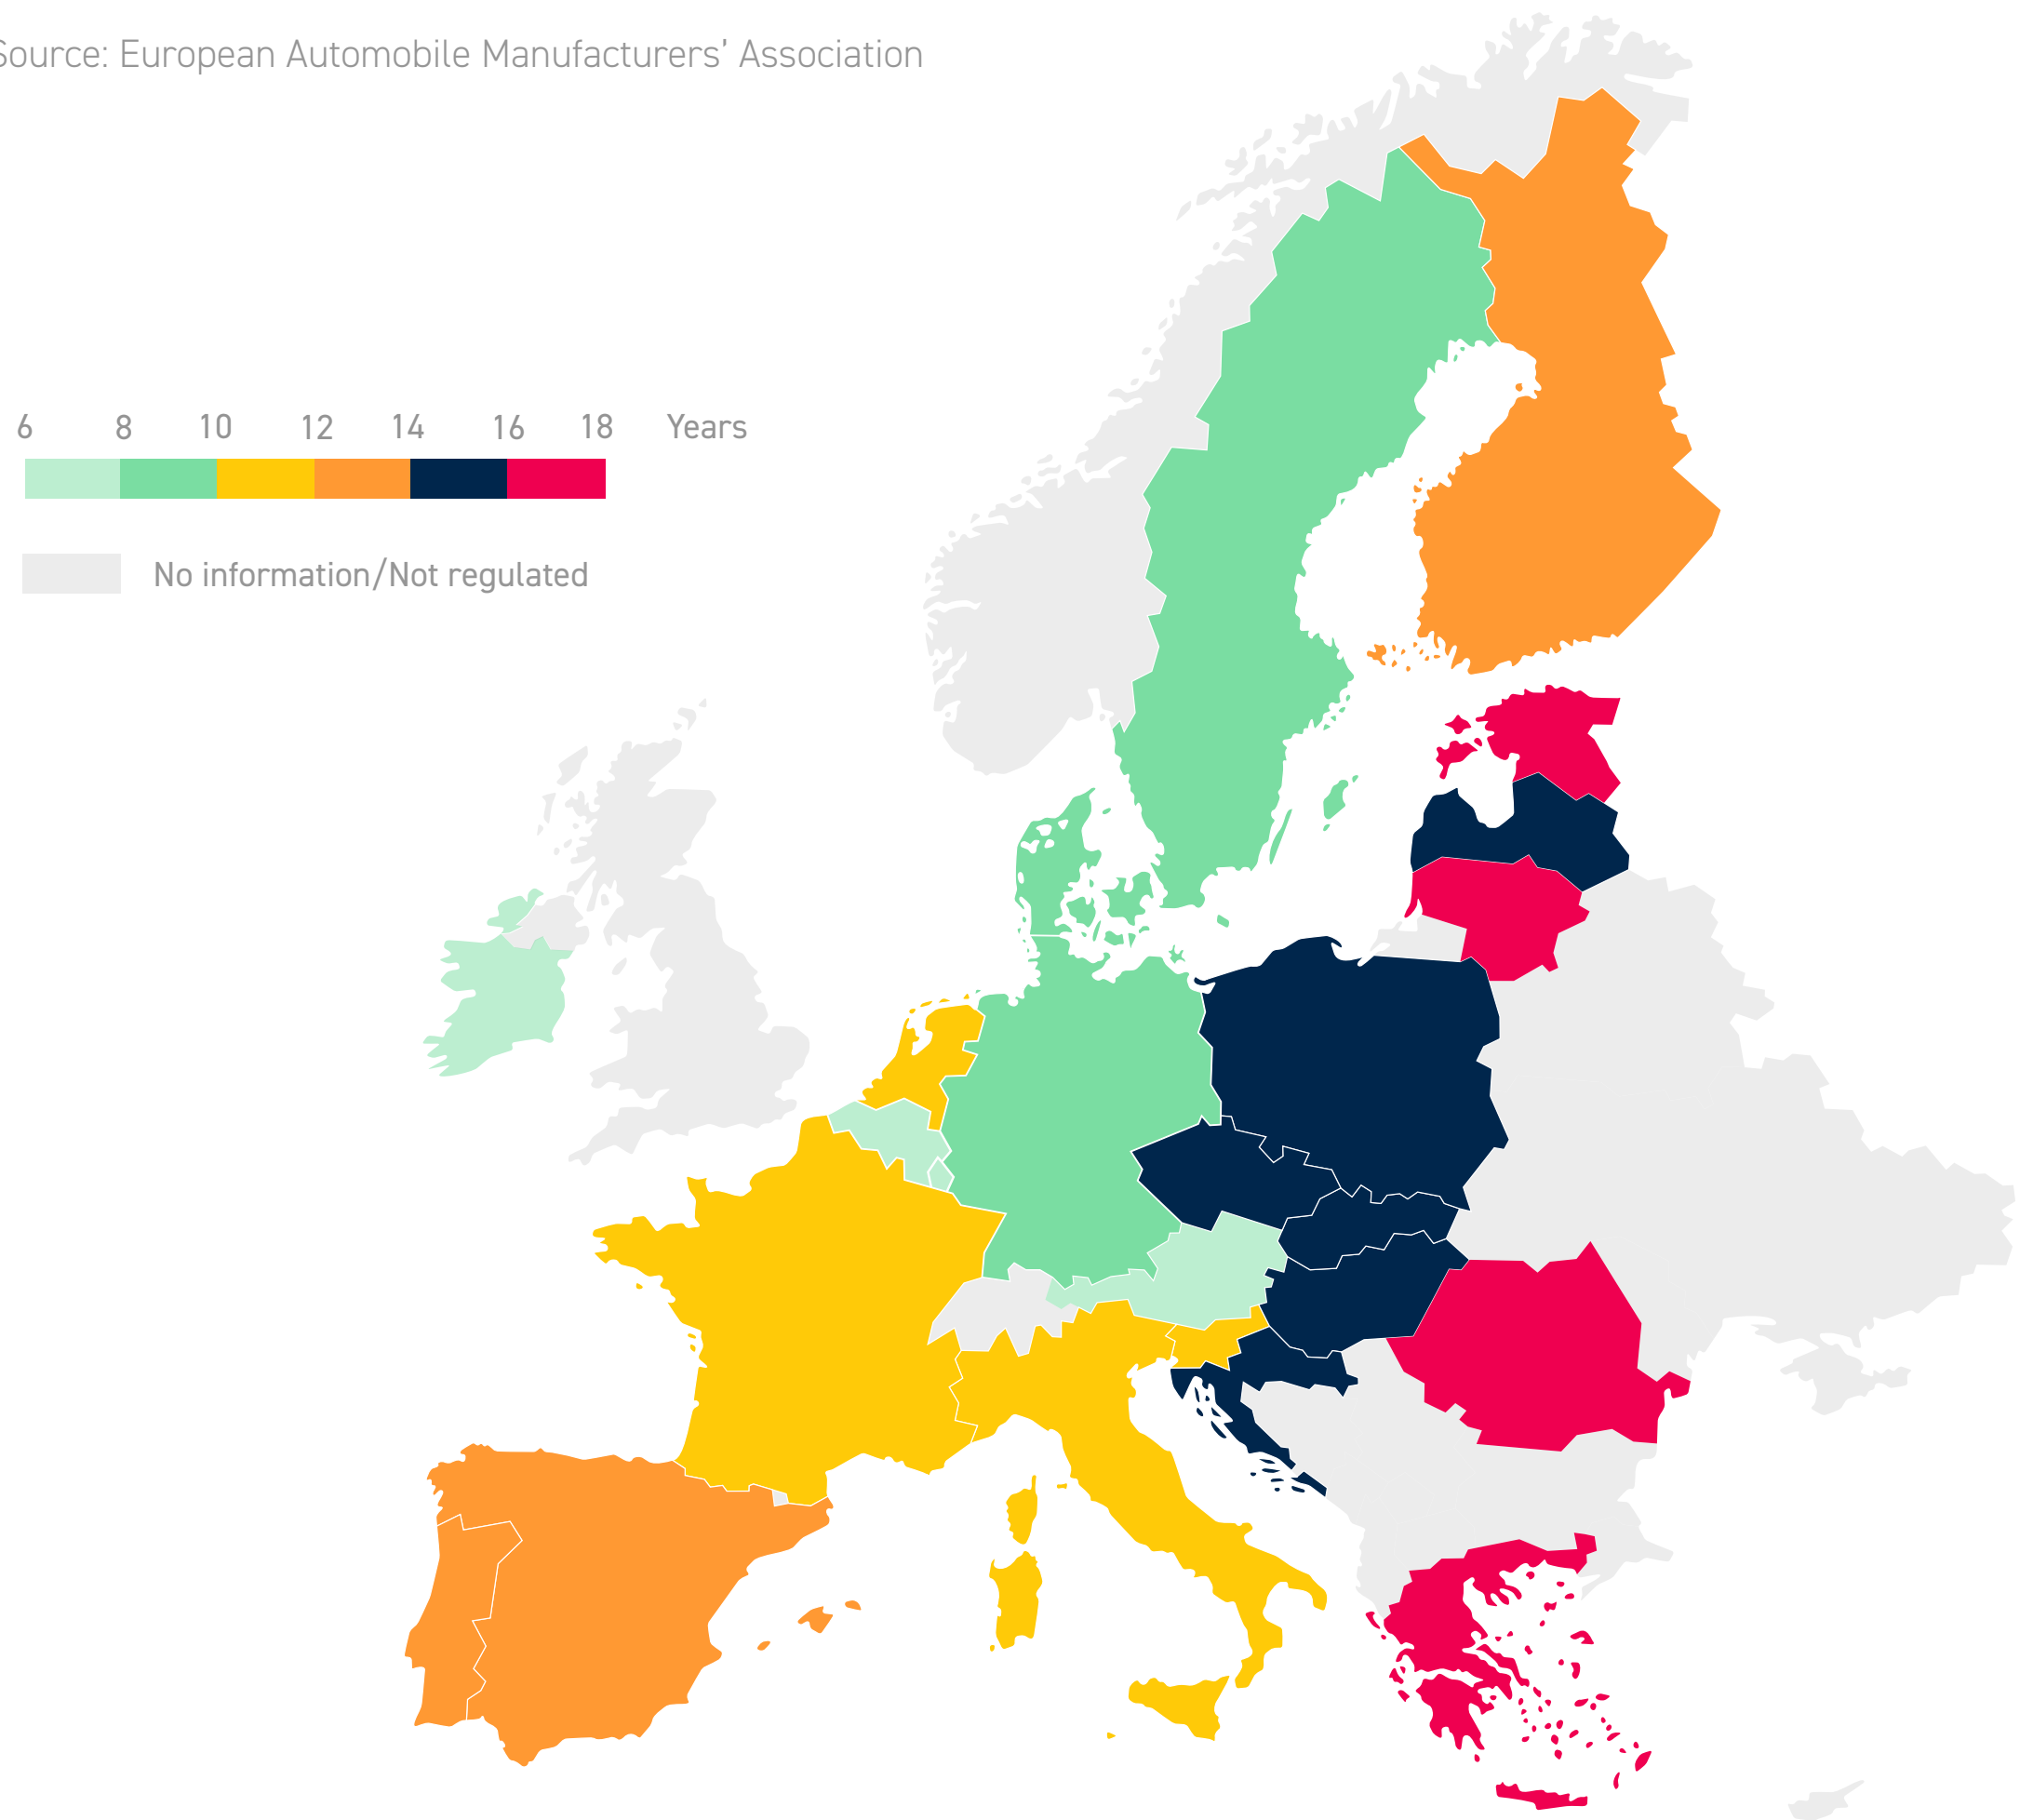 Source: European Automobile Manufacturers' Association
6 8 10 12 14 16 18 Years
No information/Not regulated